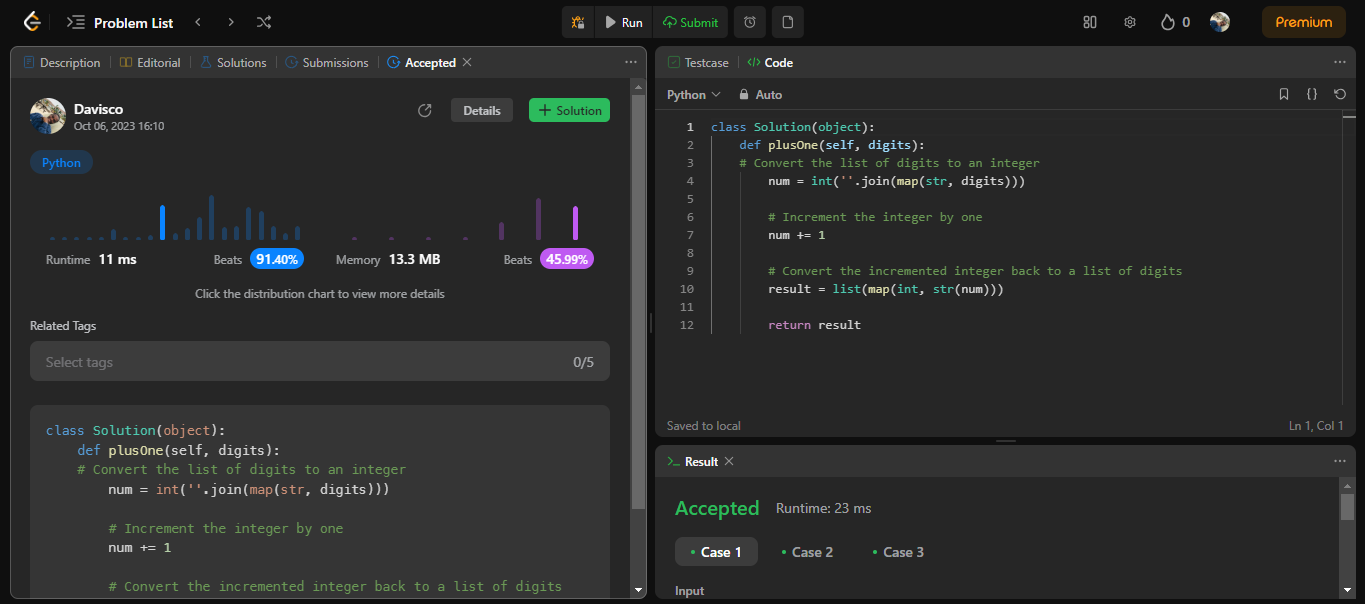 Problem List
Run
Submit
0
Premium
Description
Editorial
Solutions
Submissions
Accepted
Davisco
Oct 06, 2023 16:10
Details
Solution
Python
Runtime 11 ms
Beats 91.40%
Memory 13.3 MB
Beats 45.99%
Click the distribution chart to view more details
Related Tags
Select tags 0/5
class Solution(object):
    def plusOne(self, digits):
    # Convert the list of digits to an integer
        num = int(''.join(map(str, digits)))
        # Increment the integer by one
        num += 1
        # Convert the incremented integer back to a list of digits
Testcase
Code
Python
Auto
1 class Solution(object):
2     def plusOne(self, digits):
3     # Convert the list of digits to an integer
4         num = int(''.join(map(str, digits)))
5
6         # Increment the integer by one
7         num += 1
8
9         # Convert the incremented integer back to a list of digits
10         result = list(map(int, str(num)))
11
12         return result
Saved to local
Ln 1, Col 1
Result
Accepted Runtime: 23 ms
Case 1
Case 2
Case 3
Input